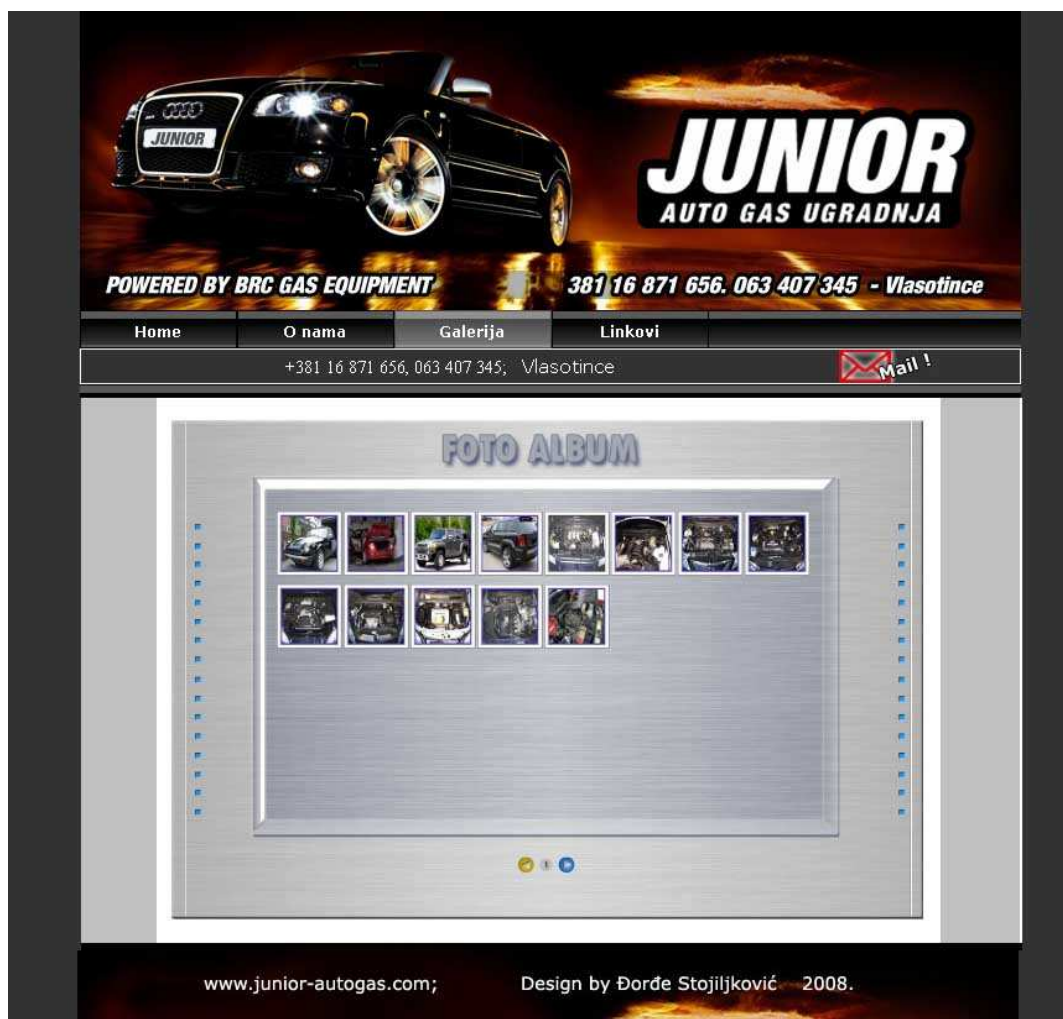 JUNIOR
JUNIOR
AUTO GAS UGRADNJA
POWERED BY BRC GAS EQUIPMENT 381 16 871 656. 063 407 345 - Vlasotince
Home O nama Galerija Linkovi
+381 16 871 656, 063 407 345; Vlasotince Mail !
FOTO ALBUM
1
www.junior-autogas.com; Design by Đorđe Stojiljković 2008.